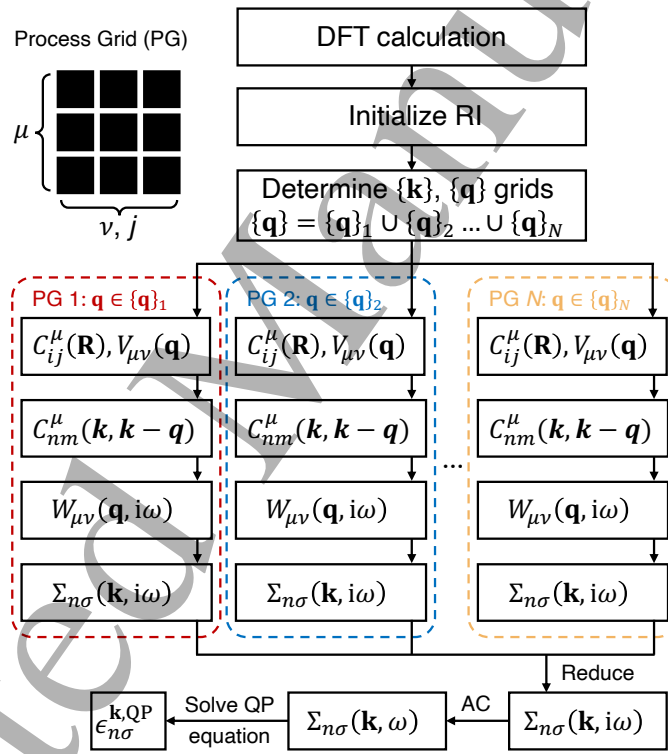 Process Grid (PG)
μ
ν, j
DFT calculation
Initialize RI
Determine {k}, {q} grids
{q} = {q}₁ ∪ {q}₂ … ∪ {q}_N
PG 1: q ∈ {q}₁
C^μ_ij(R), V_μν(q)
C^μ_nm(k, k − q)
W_μν(q, iω)
Σ_nσ(k, iω)
PG 2: q ∈ {q}₂
C^μ_ij(R), V_μν(q)
C^μ_nm(k, k − q)
W_μν(q, iω)
Σ_nσ(k, iω)
...
PG N: q ∈ {q}_N
C^μ_ij(R), V_μν(q)
C^μ_nm(k, k − q)
W_μν(q, iω)
Σ_nσ(k, iω)
Reduce
Σ_nσ(k, iω)
AC
Σ_nσ(k, ω)
Solve QP
equation
ϵ^k,QP_nσ